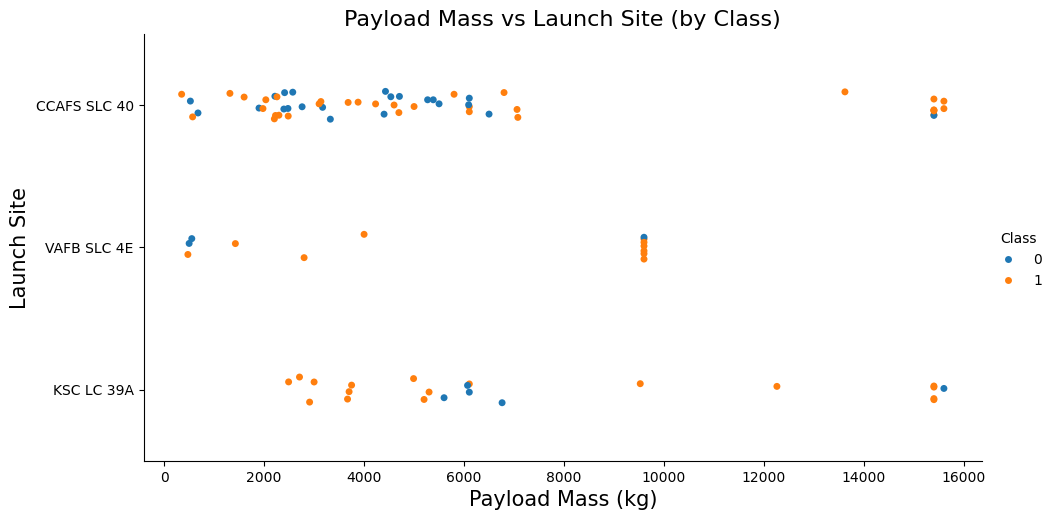 Payload Mass vs Launch Site (by Class)
Launch Site
CCAFS SLC 40
VAFB SLC 4E
KSC LC 39A
0 2000 4000 6000 8000 10000 12000 14000 16000
Payload Mass (kg)
Class
0
1